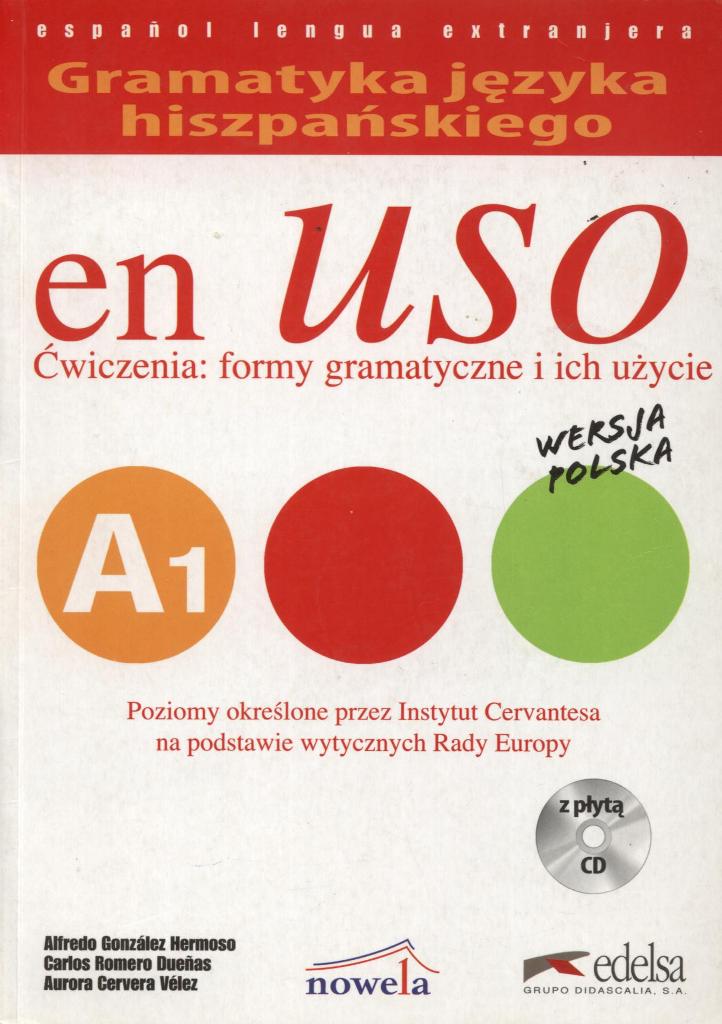 español lengua extranjera
Gramatyka języka
hiszpańskiego
en uso
Ćwiczenia: formy gramatyczne i ich użycie
WERSJA
POLSKA
A1
Poziomy określone przez Instytut Cervantesa
na podstawie wytycznych Rady Europy
z płytą
CD
Alfredo González Hermoso
Carlos Romero Dueñas
Aurora Cervera Vélez
nowela
edelsa
GRUPO DIDASCALIA, S.A.